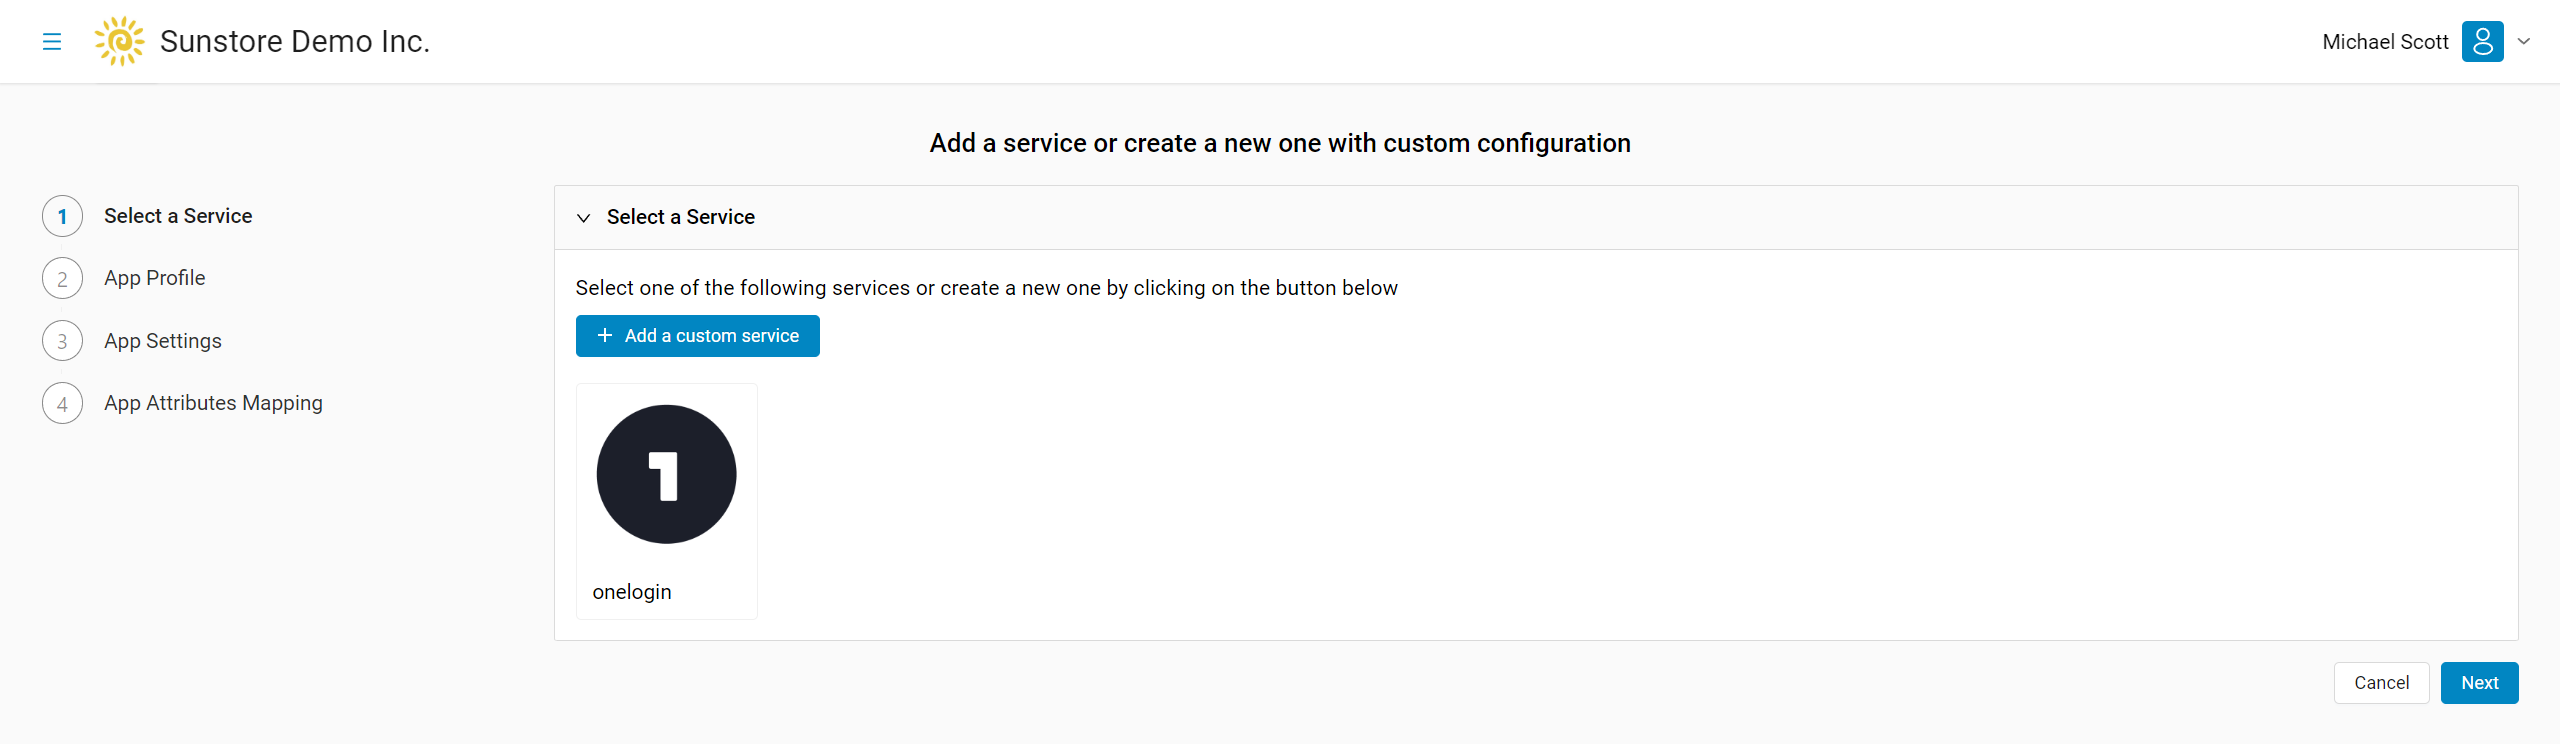 Sunstore Demo Inc.
Michael Scott
Add a service or create a new one with custom configuration
1 Select a Service
2 App Profile
3 App Settings
4 App Attributes Mapping
Select a Service
Select one of the following services or create a new one by clicking on the button below
+ Add a custom service
1
onelogin
Cancel
Next